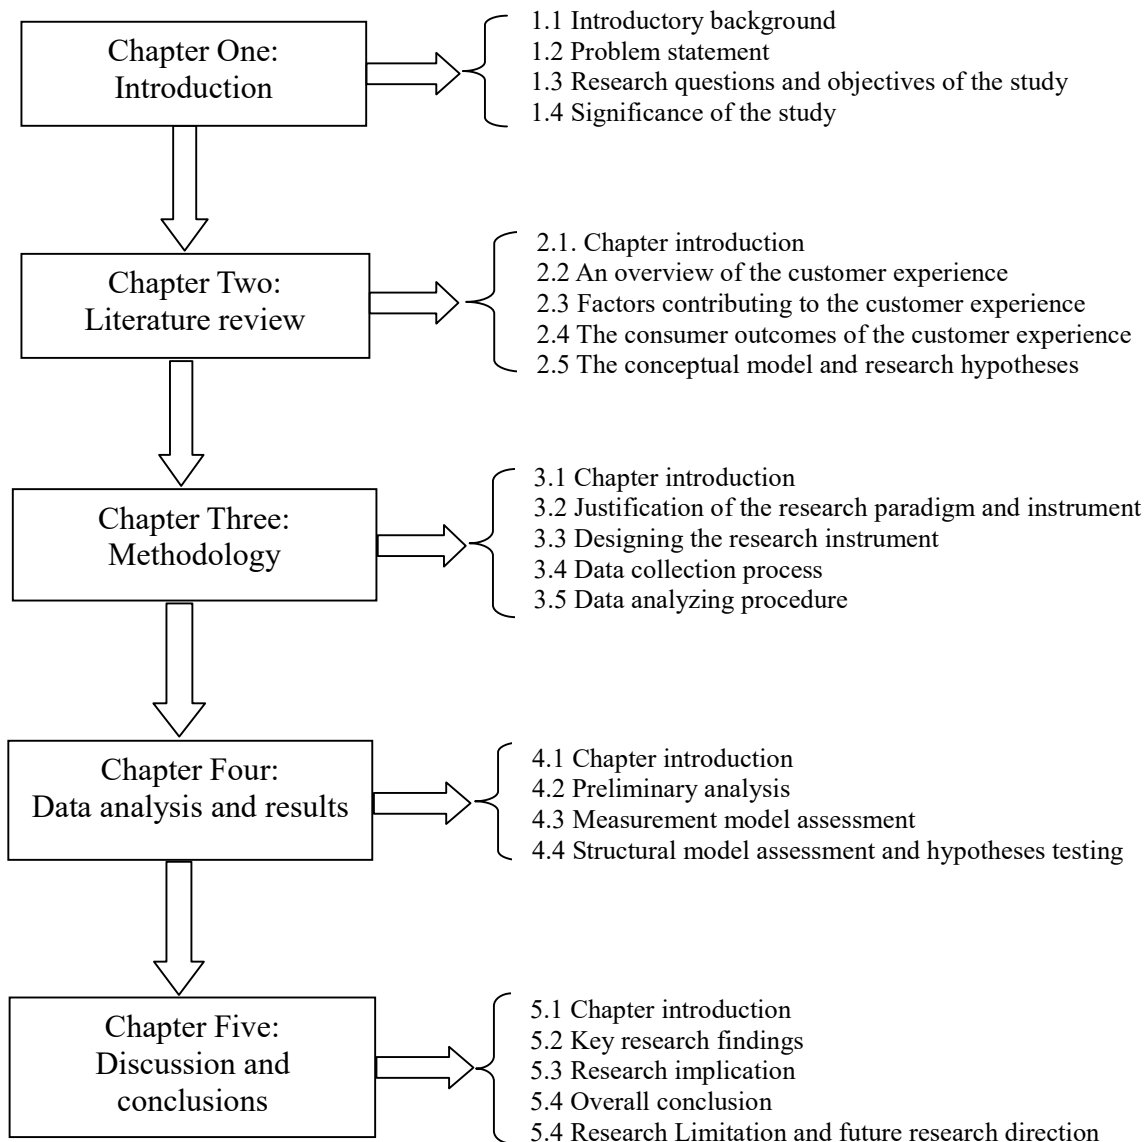 Chapter One:
Introduction
1.1 Introductory background
1.2 Problem statement
1.3 Research questions and objectives of the study
1.4 Significance of the study
Chapter Two:
Literature review
2.1. Chapter introduction
2.2 An overview of the customer experience
2.3 Factors contributing to the customer experience
2.4 The consumer outcomes of the customer experience
2.5 The conceptual model and research hypotheses
Chapter Three:
Methodology
3.1 Chapter introduction
3.2 Justification of the research paradigm and instrument
3.3 Designing the research instrument
3.4 Data collection process
3.5 Data analyzing procedure
Chapter Four:
Data analysis and results
4.1 Chapter introduction
4.2 Preliminary analysis
4.3 Measurement model assessment
4.4 Structural model assessment and hypotheses testing
Chapter Five:
Discussion and
conclusions
5.1 Chapter introduction
5.2 Key research findings
5.3 Research implication
5.4 Overall conclusion
5.4 Research Limitation and future research direction